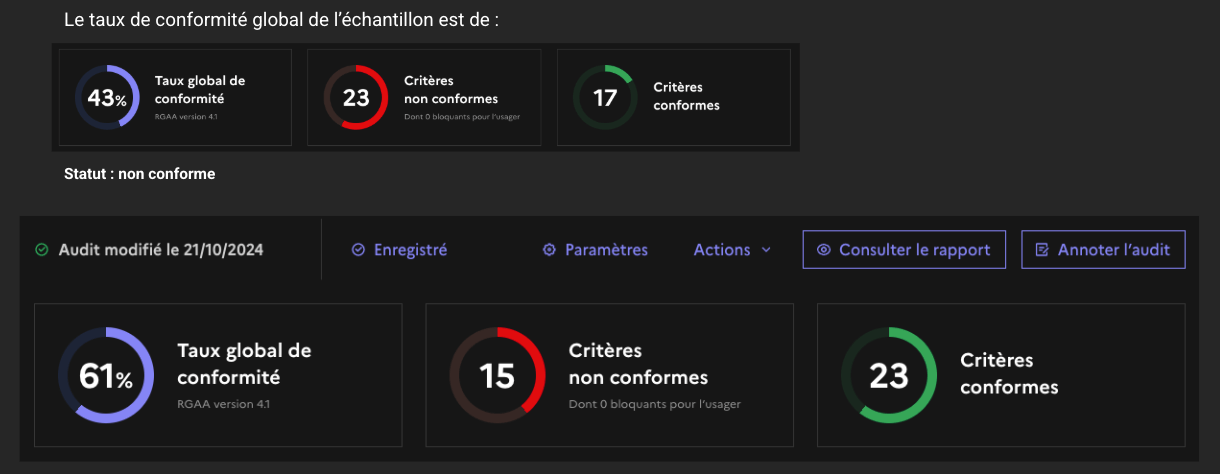 Le taux de conformité global de l’échantillon est de :
43%
Taux global de
conformité
RGAA version 4.1
23
Critères
non conformes
Dont 0 bloquants pour l’usager
17
Critères
conformes
Statut : non conforme
Audit modifié le 21/10/2024
Enregistré
Paramètres
Actions
Consulter le rapport
Annoter l’audit
61%
Taux global de
conformité
RGAA version 4.1
15
Critères
non conformes
Dont 0 bloquants pour l’usager
23
Critères
conformes